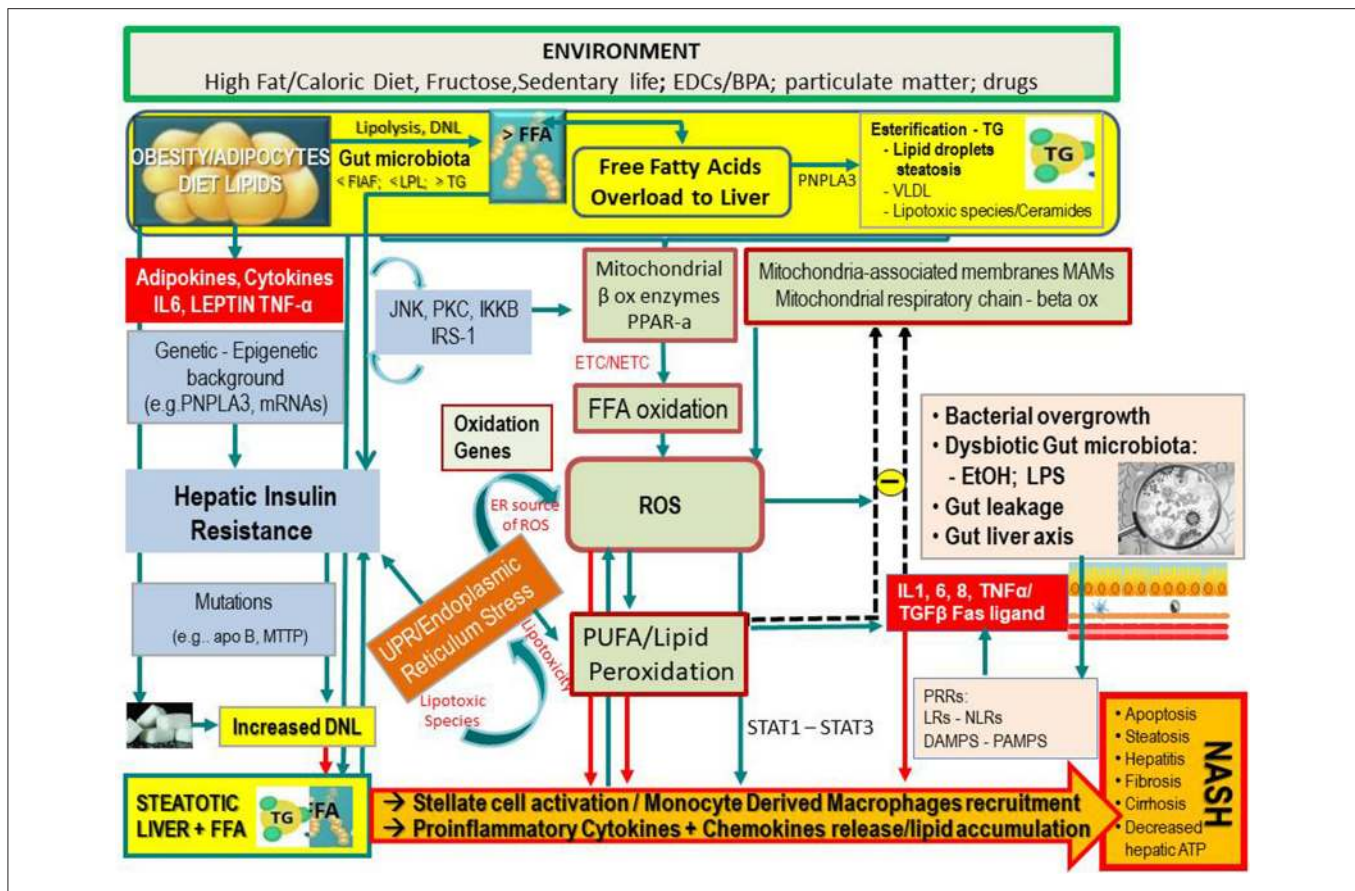 ENVIRONMENT
High Fat/Caloric Diet, Fructose,Sedentary life; EDCs/BPA; particulate matter; drugs
OBESITY/ADIPOCYTES
DIET LIPIDS
Lipolysis, DNL
Gut microbiota
< FIAF; < LPL; > TG
> FFA
Free Fatty Acids
Overload to Liver
PNPLA3
Esterification - TG
- Lipid droplets
steatosis
- VLDL
- Lipotoxic species/Ceramides
TG
Adipokines, Cytokines
IL6, LEPTIN TNF-α
Genetic - Epigenetic
background
(e.g.PNPLA3, mRNAs)
Hepatic Insulin
Resistance
Mutations
(e.g.. apo B, MTTP)
Increased DNL
JNK, PKC, IKKB
IRS-1
Mitochondrial
β ox enzymes
PPAR-a
ETC/NETC
FFA oxidation
Mitochondria-associated membranes MAMs
Mitochondrial respiratory chain - beta ox
Oxidation
Genes
ER source
of ROS
ROS
UPR/Endoplasmic
Reticulum Stress
Lipotoxicity
Lipotoxic
Species
PUFA/Lipid
Peroxidation
STAT1 – STAT3
• Bacterial overgrowth
• Dysbiotic Gut microbiota:
- EtOH; LPS
• Gut leakage
• Gut liver axis
IL1, 6, 8, TNFα/
TGFβ Fas ligand
PRRs:
LRs - NLRs
DAMPS - PAMPS
STEATOTIC
LIVER + FFA
TG
FFA
→ Stellate cell activation / Monocyte Derived Macrophages recruitment
→ Proinflammatory Cytokines + Chemokines release/lipid accumulation
• Apoptosis
• Steatosis
• Hepatitis
• Fibrosis
• Cirrhosis
• Decreased
hepatic ATP
NASH